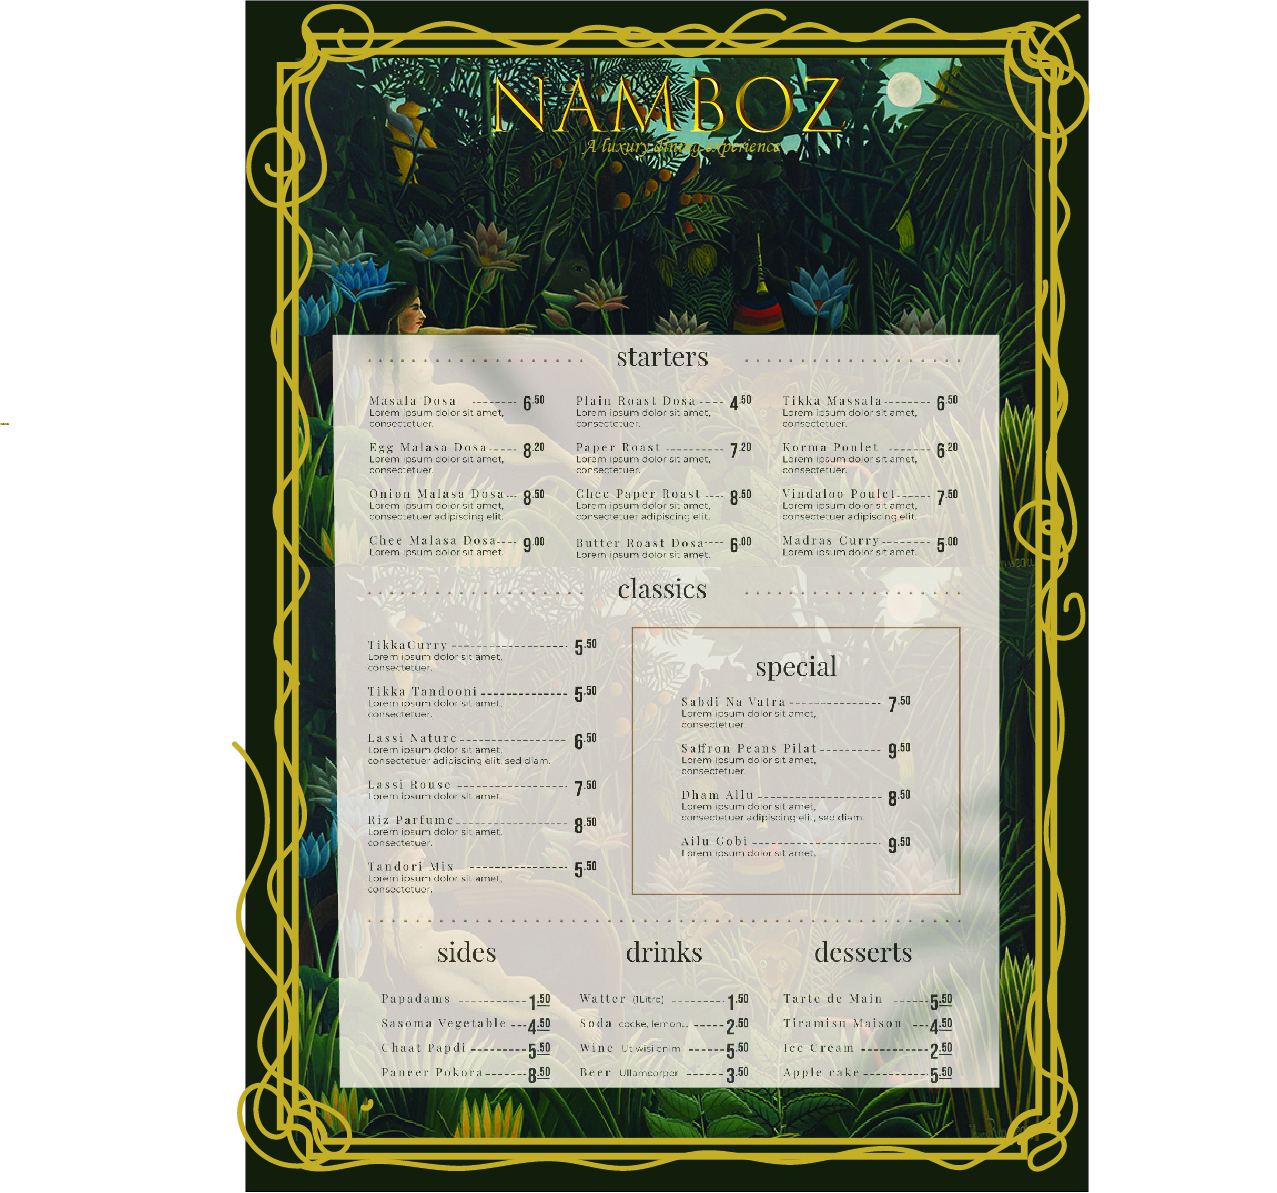 NAMBOZ
A luxury dining experience
starters
Masala Dosa -------- 6.50
Lorem ipsum dolor sit amet,
consectetuer.
Egg Malasa Dosa ----- 8.20
Lorem ipsum dolor sit amet,
consectetuer.
Onion Malasa Dosa --- 8.50
Lorem ipsum dolor sit amet,
consectetuer adipiscing elit.
Ghee Malasa Dosa ---- 9.00
Lorem ipsum dolor sit amet.
Plain Roast Dosa ----- 4.50
Lorem ipsum dolor sit amet,
consectetuer.
Paper Roast ---------- 7.20
Lorem ipsum dolor sit amet,
consectetuer.
Ghee Paper Roast ---- 8.50
Lorem ipsum dolor sit amet,
consectetuer adipiscing elit.
Butter Roast Dosa ---- 6.00
Lorem ipsum dolor sit amet.
Tikka Massala -------- 6.50
Lorem ipsum dolor sit amet,
consectetuer.
Korma Poulet -------- 6.20
Lorem ipsum dolor sit amet,
consectetuer.
Vindaloo Poulet ------ 7.50
Lorem ipsum dolor sit amet,
consectetuer adipiscing elit.
Madras Curry --------- 5.00
Lorem ipsum dolor sit amet.
classics
TikkaCurry -------------------- 5.50
Lorem ipsum dolor sit amet,
consectetuer.
Tikka Tandooni --------------- 5.50
Lorem ipsum dolor sit amet,
consectetuer.
Lassi Nature ------------------ 6.50
Lorem ipsum dolor sit amet,
consectetuer adipiscing elit, sed diam.
Lassi Rouse ------------------- 7.50
Lorem ipsum dolor sit amet.
Riz Parfume ------------------- 8.50
Lorem ipsum dolor sit amet,
consectetuer.
Tandori Mix ----------------- 5.50
Lorem ipsum dolor sit amet,
consectetuer.
special
Sabdi Na Vatra ---------------- 7.50
Lorem ipsum dolor sit amet,
consectetuer.
Saffron Peans Pilat ----------- 9.50
Lorem ipsum dolor sit amet,
consectetuer.
Dham Allu --------------------- 8.50
Lorem ipsum dolor sit amet,
consectetuer adipiscing elit, sed diam.
Ailu Gobi ---------------------- 9.50
Lorem ipsum dolor sit amet.
sides
Papadams ------------ 1.50
Sasoma Vegetable --- 4.50
Chaat Papdi ---------- 5.50
Paneer Pokora -------- 8.50
drinks
Watter (1Litre) --------- 1.50
Soda cocke, lemon... ----- 2.50
Wine Ut wisi enim ------ 5.50
Beer Ullamcorper ------- 3.50
desserts
Tarte de Main ------ 5.50
Tiramisu Maison ---- 4.50
Ice Cream ------------ 2.50
Apple cake ------------ 5.50